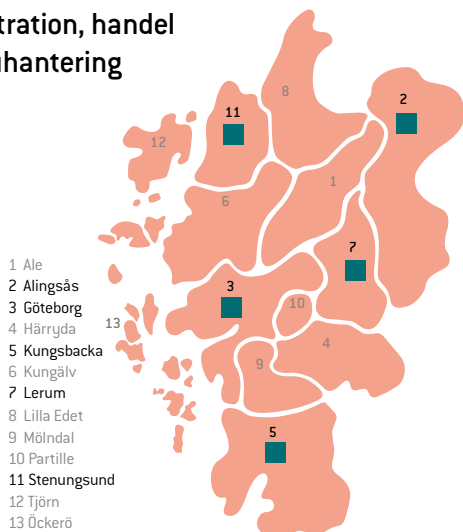 tration, handel
hantering
8
2
11
12
1
6
7
3
10
13
4
9
5
1 Ale
2 Alingsås
3 Göteborg
4 Härryda
5 Kungsbacka
6 Kungälv
7 Lerum
8 Lilla Edet
9 Mölndal
10 Partille
11 Stenungsund
12 Tjörn
13 Öckerö